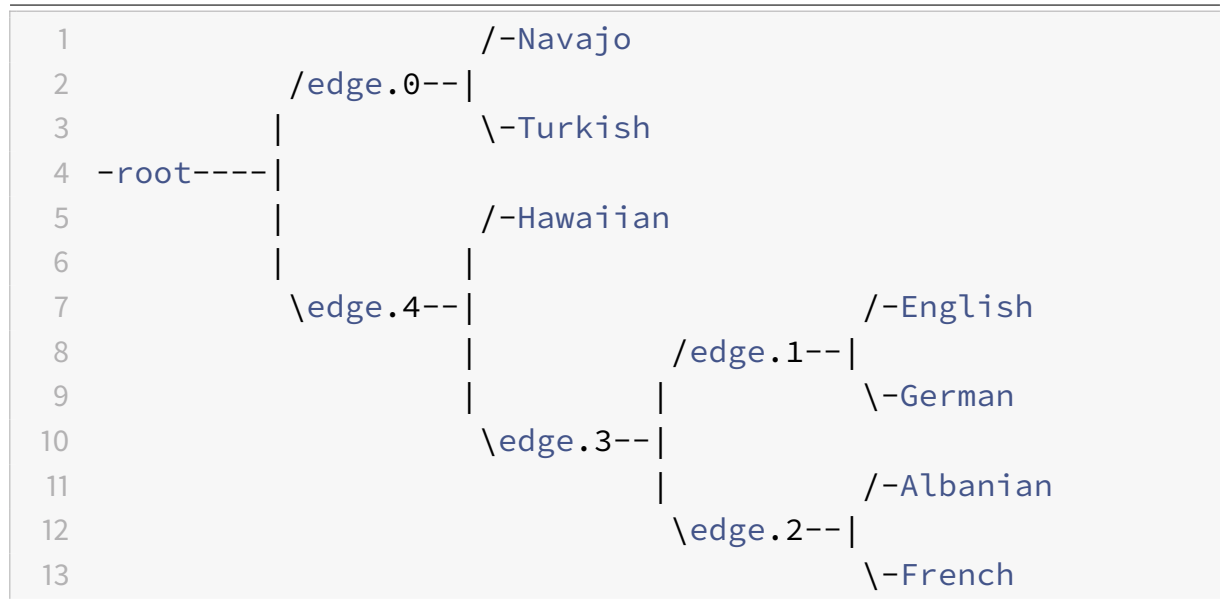 1                      /-Navajo
2            /edge.0--|
3           |          \-Turkish
4  -root----|
5           |          /-Hawaiian
6           |         |
7            \edge.4--|                    /-English
8                     |          /edge.1--|
9                     |         |          \-German
10                     \edge.3--|
11                              |          /-Albanian
12                               \edge.2--|
13                                         \-French